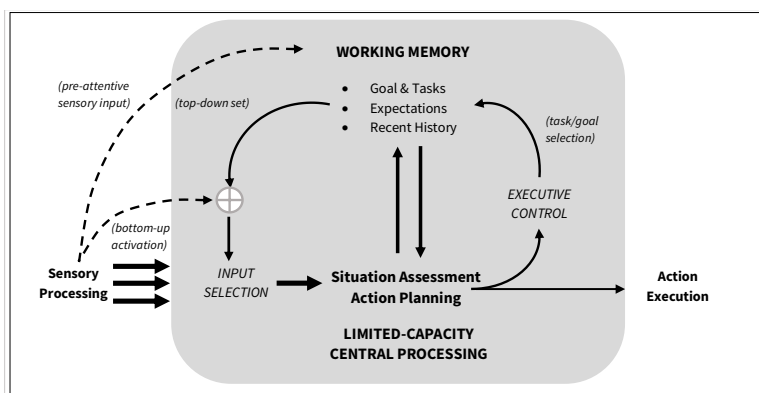 WORKING MEMORY
(pre-attentive
sensory input)
(top-down set)
• Goal & Tasks
• Expectations
• Recent History
(task/goal
selection)
EXECUTIVE
CONTROL
(bottom-up
activation)
Sensory
Processing
INPUT
SELECTION
Situation Assessment
Action Planning
Action
Execution
LIMITED-CAPACITY
CENTRAL PROCESSING